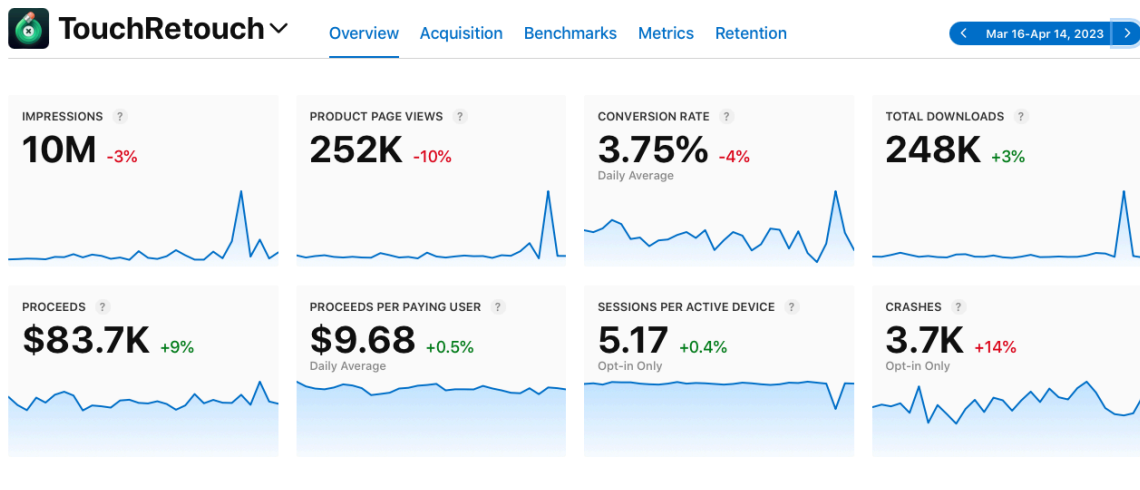 TouchRetouch
Overview Acquisition Benchmarks Metrics Retention
Mar 16-Apr 14, 2023
IMPRESSIONS ?
10M -3%
PRODUCT PAGE VIEWS ?
252K -10%
CONVERSION RATE ?
3.75% -4%
Daily Average
TOTAL DOWNLOADS ?
248K +3%
PROCEEDS ?
$83.7K +9%
PROCEEDS PER PAYING USER ?
$9.68 +0.5%
Daily Average
SESSIONS PER ACTIVE DEVICE ?
5.17 +0.4%
Opt-in Only
CRASHES ?
3.7K +14%
Opt-in Only